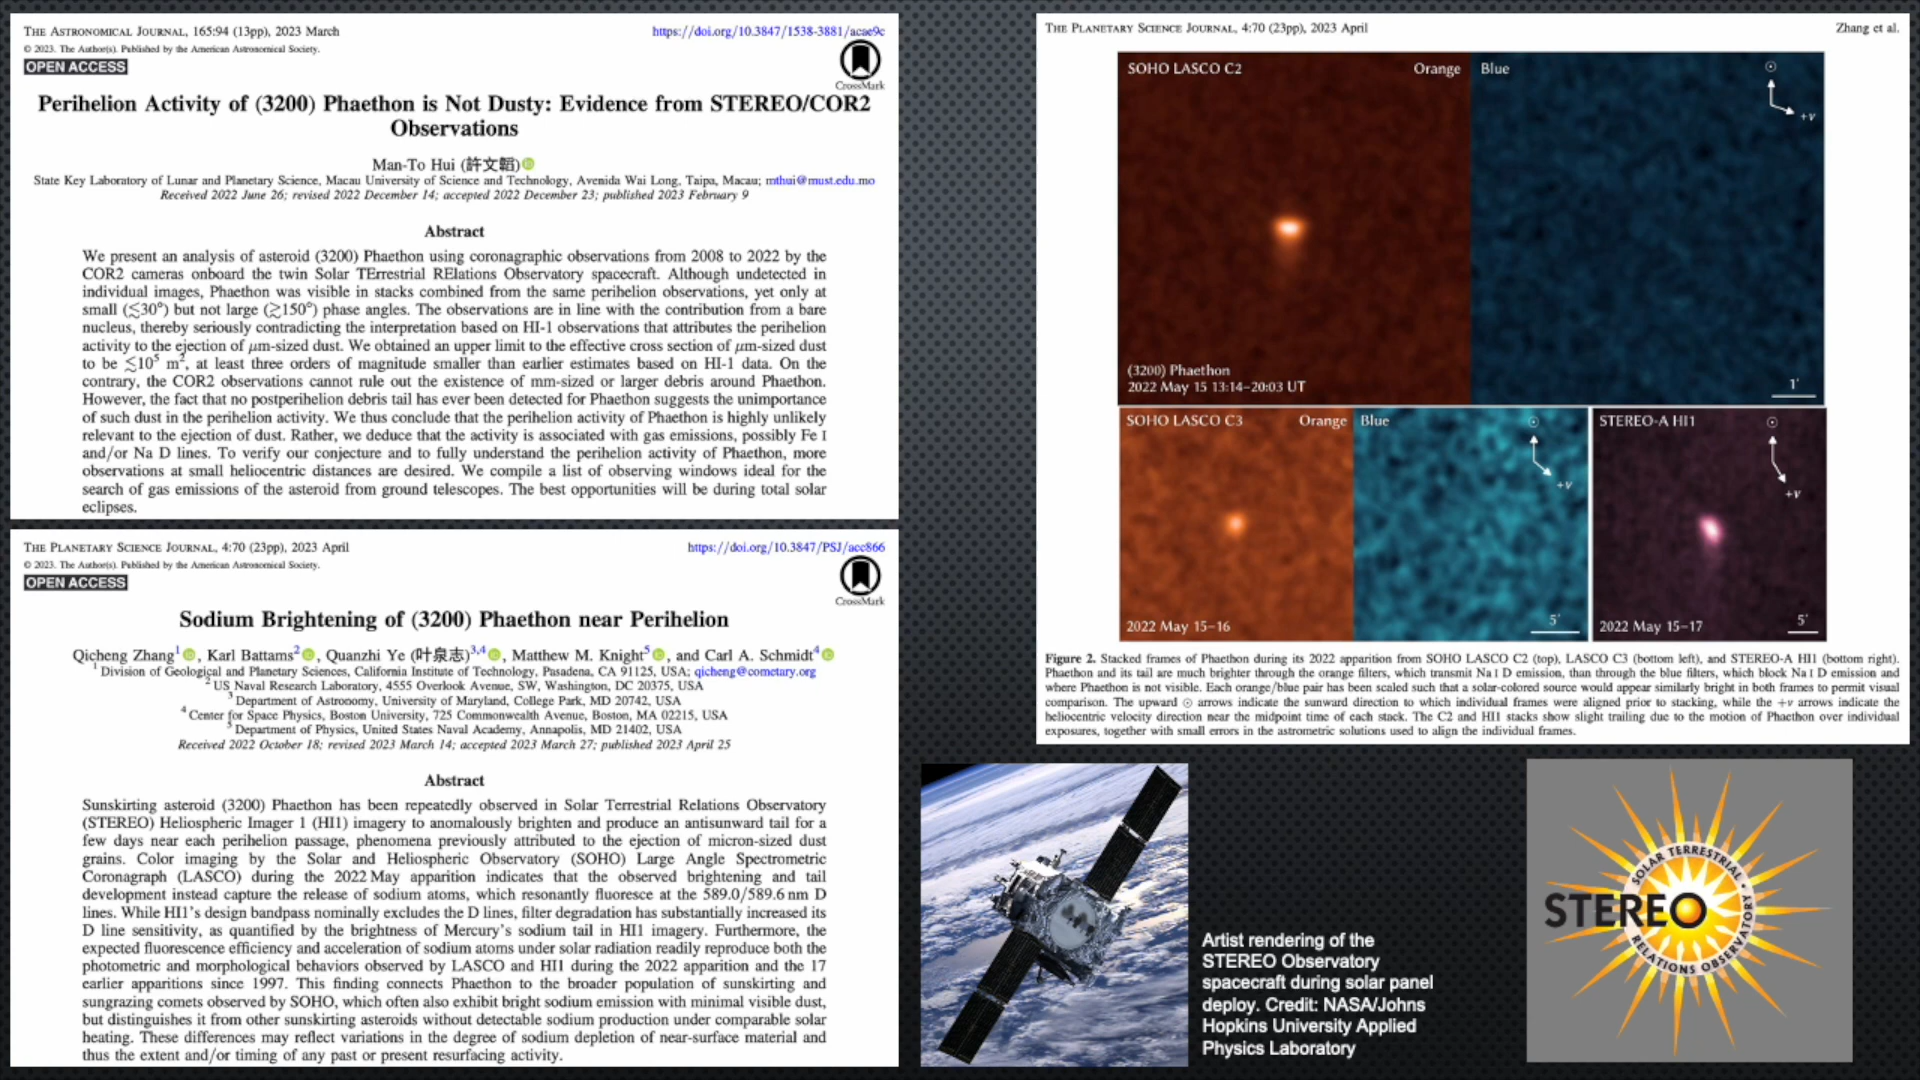 THE ASTRONOMICAL JOURNAL, 165:94 (13pp), 2023 March
https://doi.org/10.3847/1538-3881/acae9c
© 2023. The Author(s). Published by the American Astronomical Society.
OPEN ACCESS
CrossMark
Perihelion Activity of (3200) Phaethon is Not Dusty: Evidence from STEREO/COR2
Observations
Man-To Hui (許文韜)
State Key Laboratory of Lunar and Planetary Science, Macau University of Science and Technology, Avenida Wai Long, Taipa, Macau; mthui@must.edu.mo
Received 2022 June 26; revised 2022 December 14; accepted 2022 December 23; published 2023 February 9
Abstract
We present an analysis of asteroid (3200) Phaethon using coronagraphic observations from 2008 to 2022 by the
COR2 cameras onboard the twin Solar TErrestrial RElations Observatory spacecraft. Although undetected in
individual images, Phaethon was visible in stacks combined from the same perihelion observations, yet only at
small (≲30°) but not large (≳150°) phase angles. The observations are in line with the contribution from a bare
nucleus, thereby seriously contradicting the interpretation based on HI-1 observations that attributes the perihelion
activity to the ejection of μm-sized dust. We obtained an upper limit to the effective cross section of μm-sized dust
to be ≲10⁵ m², at least three orders of magnitude smaller than earlier estimates based on HI-1 data. On the
contrary, the COR2 observations cannot rule out the existence of mm-sized or larger debris around Phaethon.
However, the fact that no postperihelion debris tail has ever been detected for Phaethon suggests the unimportance
of such dust in the perihelion activity. We thus conclude that the perihelion activity of Phaethon is highly unlikely
relevant to the ejection of dust. Rather, we deduce that the activity is associated with gas emissions, possibly Fe I
and/or Na D lines. To verify our conjecture and to fully understand the perihelion activity of Phaethon, more
observations at small heliocentric distances are desired. We compile a list of observing windows ideal for the
search of gas emissions of the asteroid from ground telescopes. The best opportunities will be during total solar
eclipses.
THE PLANETARY SCIENCE JOURNAL, 4:70 (23pp), 2023 April
https://doi.org/10.3847/PSJ/acc866
© 2023. The Author(s). Published by the American Astronomical Society.
OPEN ACCESS
CrossMark
Sodium Brightening of (3200) Phaethon near Perihelion
Qicheng Zhang¹, Karl Battams², Quanzhi Ye (叶泉志)³,⁴, Matthew M. Knight⁵, and Carl A. Schmidt⁴
¹ Division of Geological and Planetary Sciences, California Institute of Technology, Pasadena, CA 91125, USA; qicheng@cometary.org
² US Naval Research Laboratory, 4555 Overlook Avenue, SW, Washington, DC 20375, USA
³ Department of Astronomy, University of Maryland, College Park, MD 20742, USA
⁴ Center for Space Physics, Boston University, 725 Commonwealth Avenue, Boston, MA 02215, USA
⁵ Department of Physics, United States Naval Academy, Annapolis, MD 21402, USA
Received 2022 October 18; revised 2023 March 14; accepted 2023 March 27; published 2023 April 25
Abstract
Sunskirting asteroid (3200) Phaethon has been repeatedly observed in Solar Terrestrial Relations Observatory
(STEREO) Heliospheric Imager 1 (HI1) imagery to anomalously brighten and produce an antisunward tail for a
few days near each perihelion passage, phenomena previously attributed to the ejection of micron-sized dust
grains. Color imaging by the Solar and Heliospheric Observatory (SOHO) Large Angle Spectrometric
Coronagraph (LASCO) during the 2022 May apparition indicates that the observed brightening and tail
development instead capture the release of sodium atoms, which resonantly fluoresce at the 589.0/589.6 nm D
lines. While HI1's design bandpass nominally excludes the D lines, filter degradation has substantially increased its
D line sensitivity, as quantified by the brightness of Mercury's sodium tail in HI1 imagery. Furthermore, the
expected fluorescence efficiency and acceleration of sodium atoms under solar radiation readily reproduce both the
photometric and morphological behaviors observed by LASCO and HI1 during the 2022 apparition and the 17
earlier apparitions since 1997. This finding connects Phaethon to the broader population of sunskirting and
sungrazing comets observed by SOHO, which often also exhibit bright sodium emission with minimal visible dust,
but distinguishes it from other sunskirting asteroids without detectable sodium production under comparable solar
heating. These differences may reflect variations in the degree of sodium depletion of near-surface material and
thus the extent and/or timing of any past or present resurfacing activity.
THE PLANETARY SCIENCE JOURNAL, 4:70 (23pp), 2023 April
Zhang et al.
SOHO LASCO C2
Orange
Blue
☉
+v
(3200) Phaethon
2022 May 15 13:14–20:03 UT
1'
SOHO LASCO C3
Orange
Blue
☉
+v
2022 May 15–16
5'
STEREO-A HI1
☉
+v
2022 May 15–17
5'
Figure 2. Stacked frames of Phaethon during its 2022 apparition from SOHO LASCO C2 (top), LASCO C3 (bottom left), and STEREO-A HI1 (bottom right).
Phaethon and its tail are much brighter through the orange filters, which transmit Na I D emission, than through the blue filters, which block Na I D emission and
where Phaethon is not visible. Each orange/blue pair has been scaled such that a solar-colored source would appear similarly bright in both frames to permit visual
comparison. The upward ☉ arrows indicate the sunward direction to which individual frames were aligned prior to stacking, while the +v arrows indicate the
heliocentric velocity direction near the midpoint time of each stack. The C2 and HI1 stacks show slight trailing due to the motion of Phaethon over individual
exposures, together with small errors in the astrometric solutions used to align the individual frames.
Artist rendering of the
STEREO Observatory
spacecraft during solar panel
deploy. Credit: NASA/Johns
Hopkins University Applied
Physics Laboratory
SOLAR TERRESTRIAL
STEREO
RELATIONS OBSERVATORY